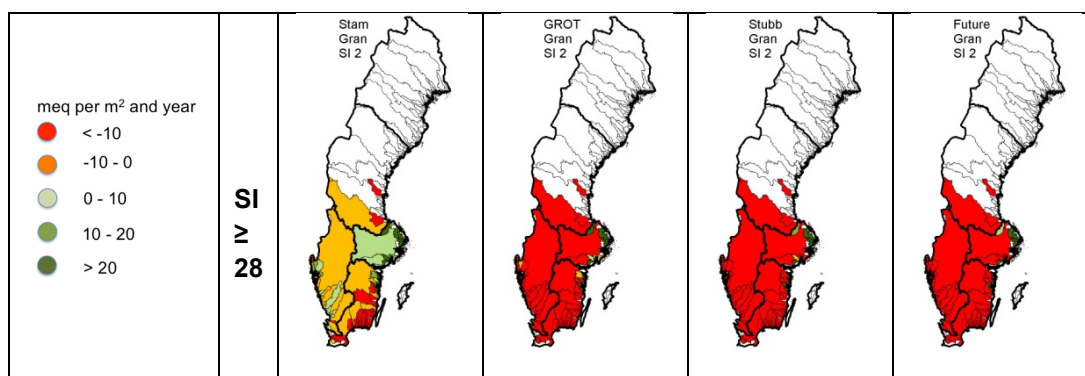 meq per m² and year
< -10
-10 - 0
0 - 10
10 - 20
> 20
SI
≥
28
Stam
Gran
SI 2
GROT
Gran
SI 2
Stubb
Gran
SI 2
Future
Gran
SI 2